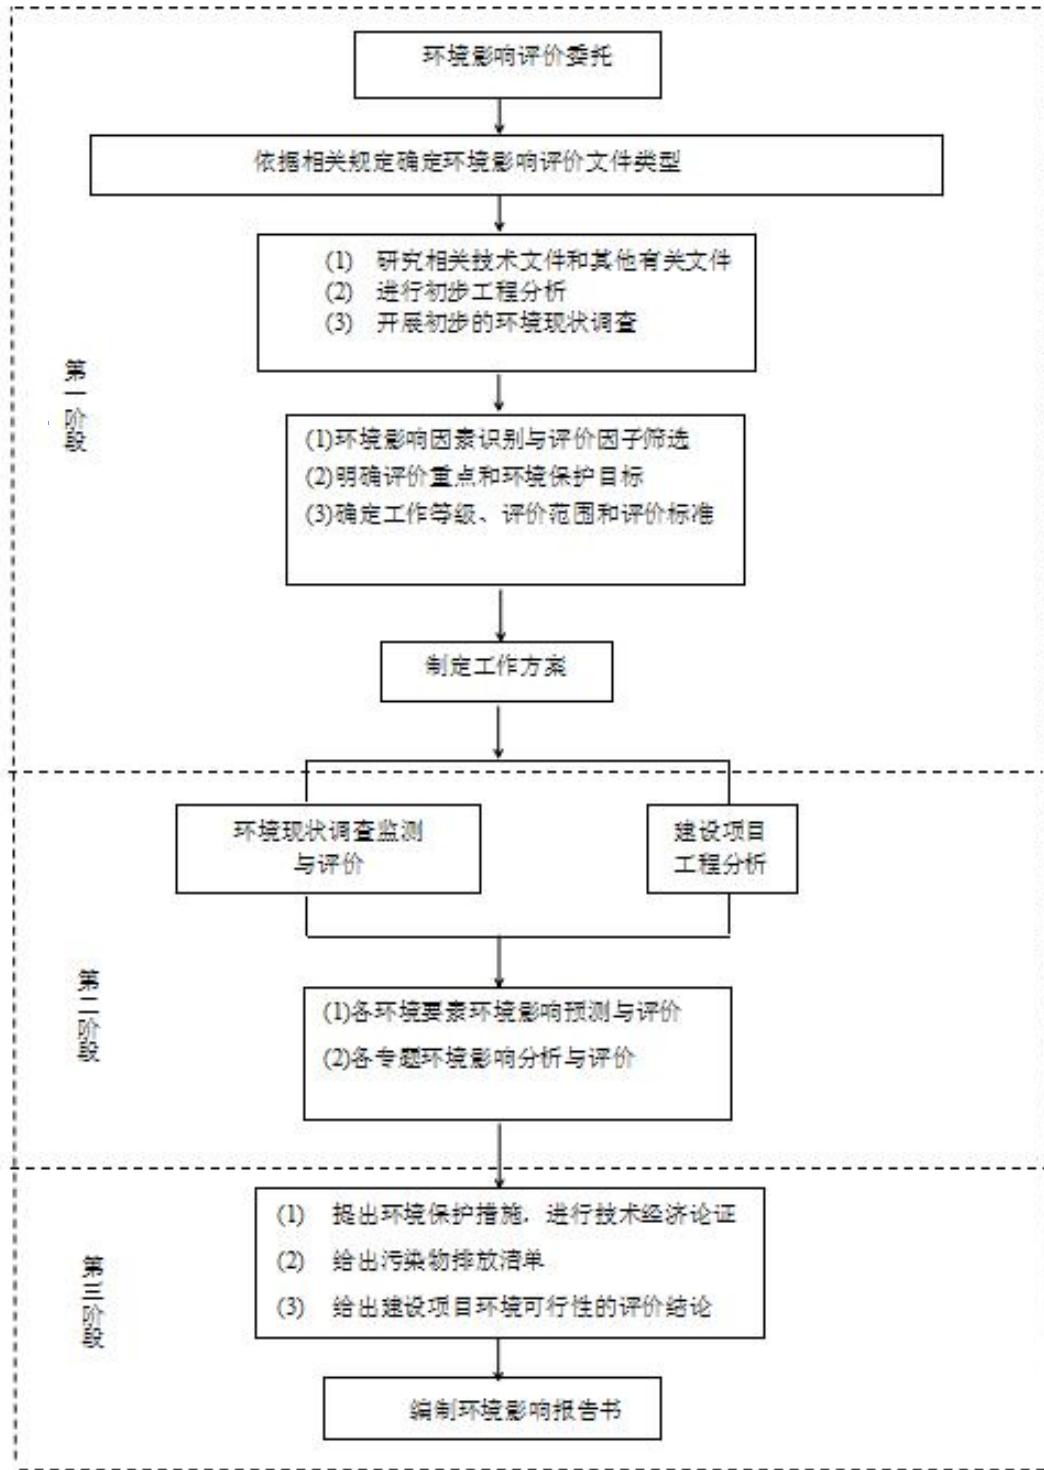 环境影响评价委托
依据相关规定确定环境影响评价文件类型
(1) 研究相关技术文件和其他有关文件
(2) 进行初步工程分析
(3) 开展初步的环境现状调查
第一阶段
(1)环境影响因素识别与评价因子筛选
(2)明确评价重点和环境保护目标
(3)确定工作等级、评价范围和评价标准
制定工作方案
环境现状调查监测
与评价
建设项目
工程分析
第二阶段
(1)各环境要素环境影响预测与评价
(2)各专题环境影响分析与评价
第三阶段
(1) 提出环境保护措施，进行技术经济论证
(2) 给出污染物排放清单
(3) 给出建设项目环境可行性的评价结论
编制环境影响报告书